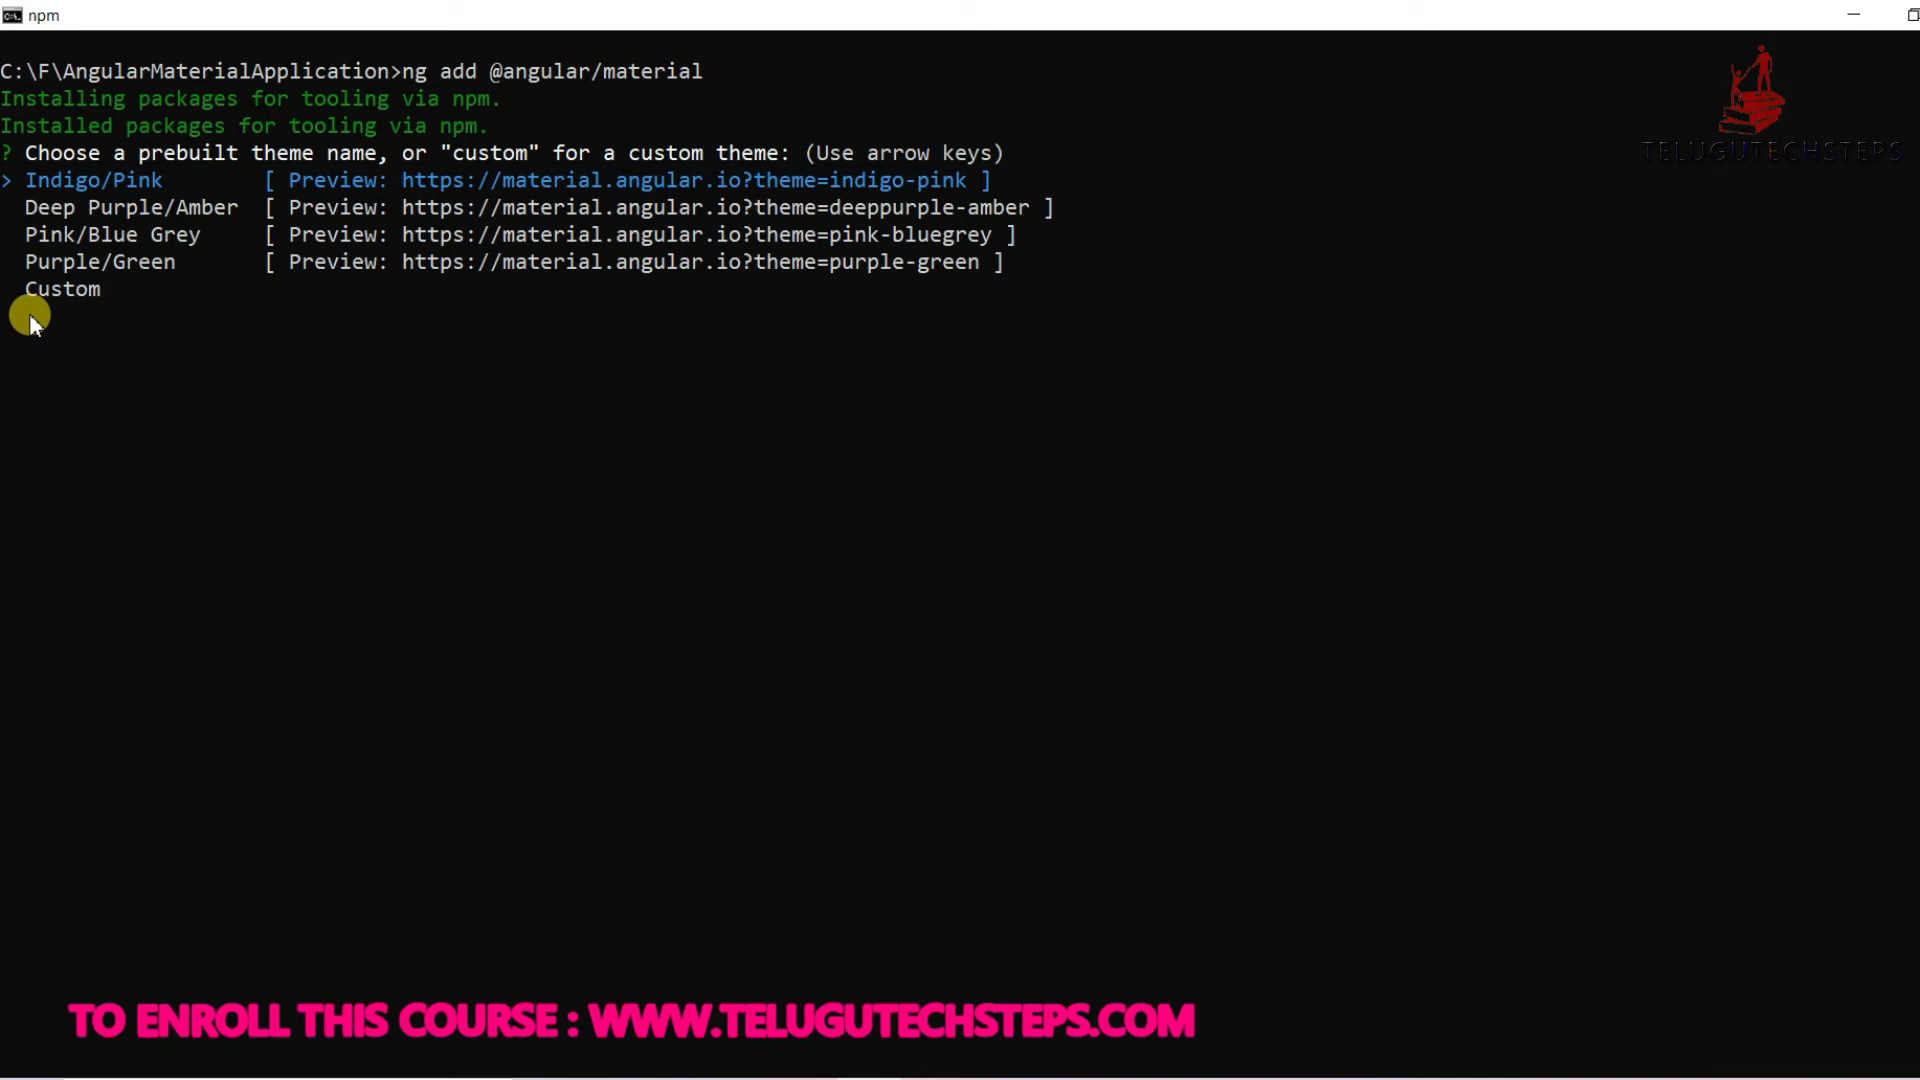 npm
C:\F\AngularMaterialApplication>ng add @angular/material
Installing packages for tooling via npm.
Installed packages for tooling via npm.
? Choose a prebuilt theme name, or "custom" for a custom theme: (Use arrow keys)
> Indigo/Pink [ Preview: https://material.angular.io?theme=indigo-pink ]
Deep Purple/Amber [ Preview: https://material.angular.io?theme=deeppurple-amber ]
Pink/Blue Grey [ Preview: https://material.angular.io?theme=pink-bluegrey ]
Purple/Green [ Preview: https://material.angular.io?theme=purple-green ]
Custom
TELUGUTECHSTEPS
TO ENROLL THIS COURSE : WWW.TELUGUTECHSTEPS.COM